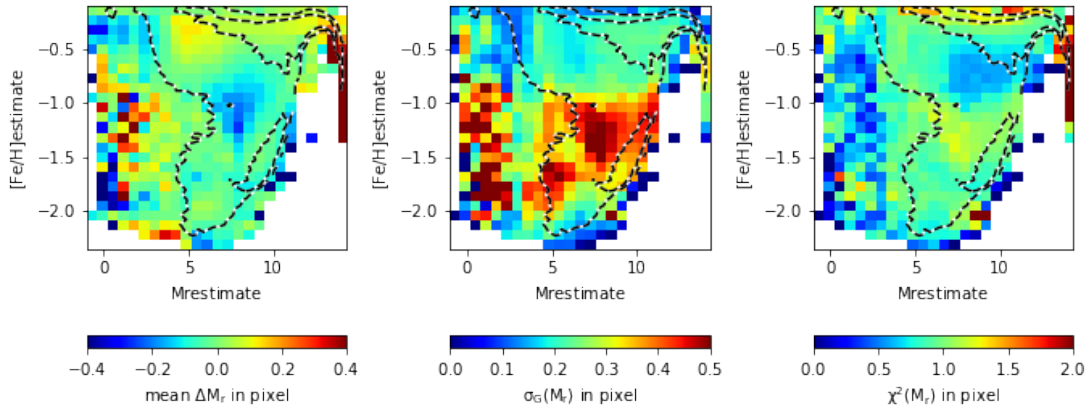 [Fe/H]estimate
−0.5
−1.0
−1.5
−2.0
0 5 10
Mrestimate
−0.4 −0.2 0.0 0.2 0.4
mean ΔMr in pixel
[Fe/H]estimate
−0.5
−1.0
−1.5
−2.0
0 5 10
Mrestimate
0.0 0.1 0.2 0.3 0.4 0.5
σG(Mr) in pixel
[Fe/H]estimate
−0.5
−1.0
−1.5
−2.0
0 5 10
Mrestimate
0.0 0.5 1.0 1.5 2.0
χ²(Mr) in pixel